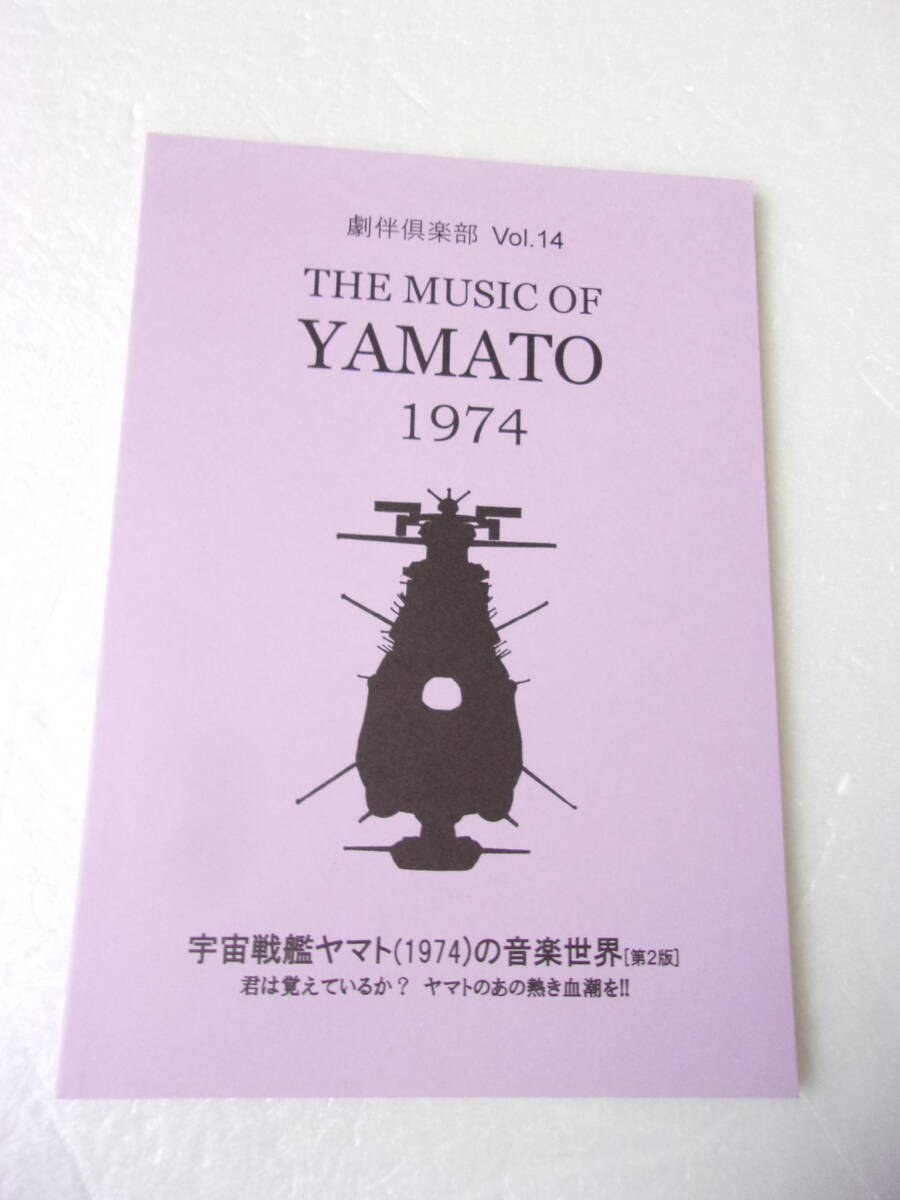 劇伴倶楽部 Vol.14
THE MUSIC OF
YAMATO
1974
宇宙戦艦ヤマト(1974)の音楽世界[第2版]
君は覚えているか? ヤマトのあの熱き血潮を!!